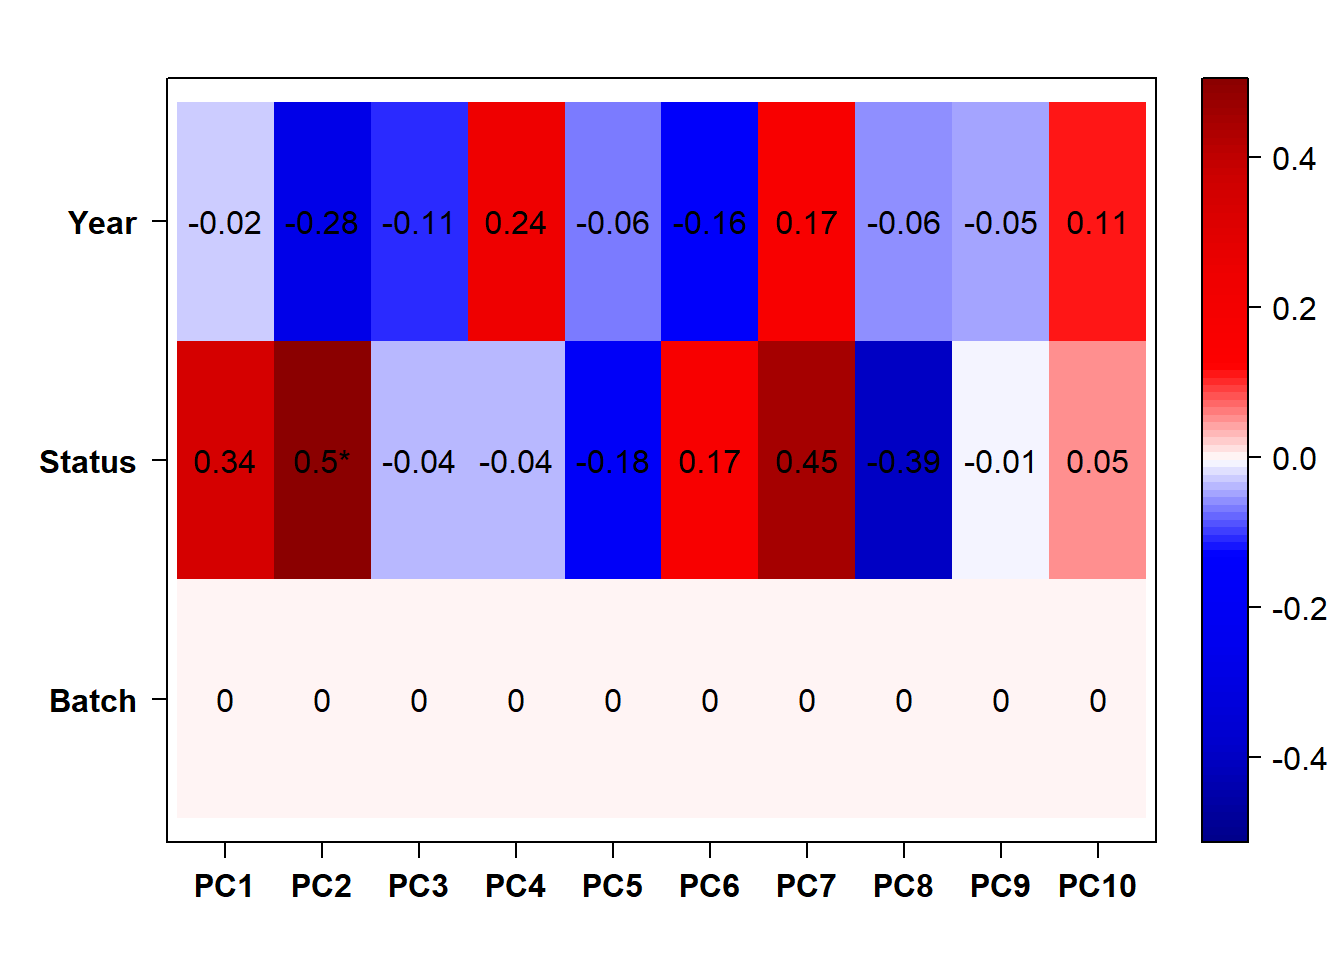 0.4
Year -0.02 -0.28 -0.11 0.24 -0.06 -0.16 0.17 -0.06 -0.05 0.11
0.2
Status 0.34 0.5* -0.04 -0.04 -0.18 0.17 0.45 -0.39 -0.01 0.05
0.0
-0.2
Batch 0 0 0 0 0 0 0 0 0 0
-0.4
PC1 PC2 PC3 PC4 PC5 PC6 PC7 PC8 PC9 PC10